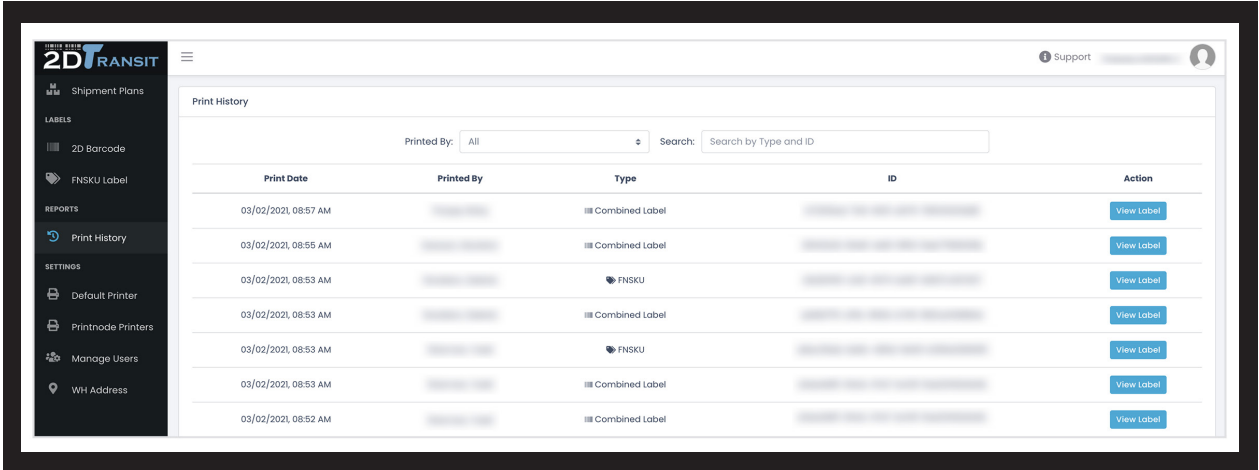 2DTRANSIT
Support
Shipment Plans
LABELS
2D Barcode
FNSKU Label
REPORTS
Print History
SETTINGS
Default Printer
Printnode Printers
Manage Users
WH Address
Print History
Printed By: All Search: Search by Type and ID
Print Date Printed By Type ID Action
03/02/2021, 08:57 AM Combined Label View Label
03/02/2021, 08:55 AM Combined Label View Label
03/02/2021, 08:53 AM FNSKU View Label
03/02/2021, 08:53 AM Combined Label View Label
03/02/2021, 08:53 AM FNSKU View Label
03/02/2021, 08:53 AM Combined Label View Label
03/02/2021, 08:52 AM Combined Label View Label